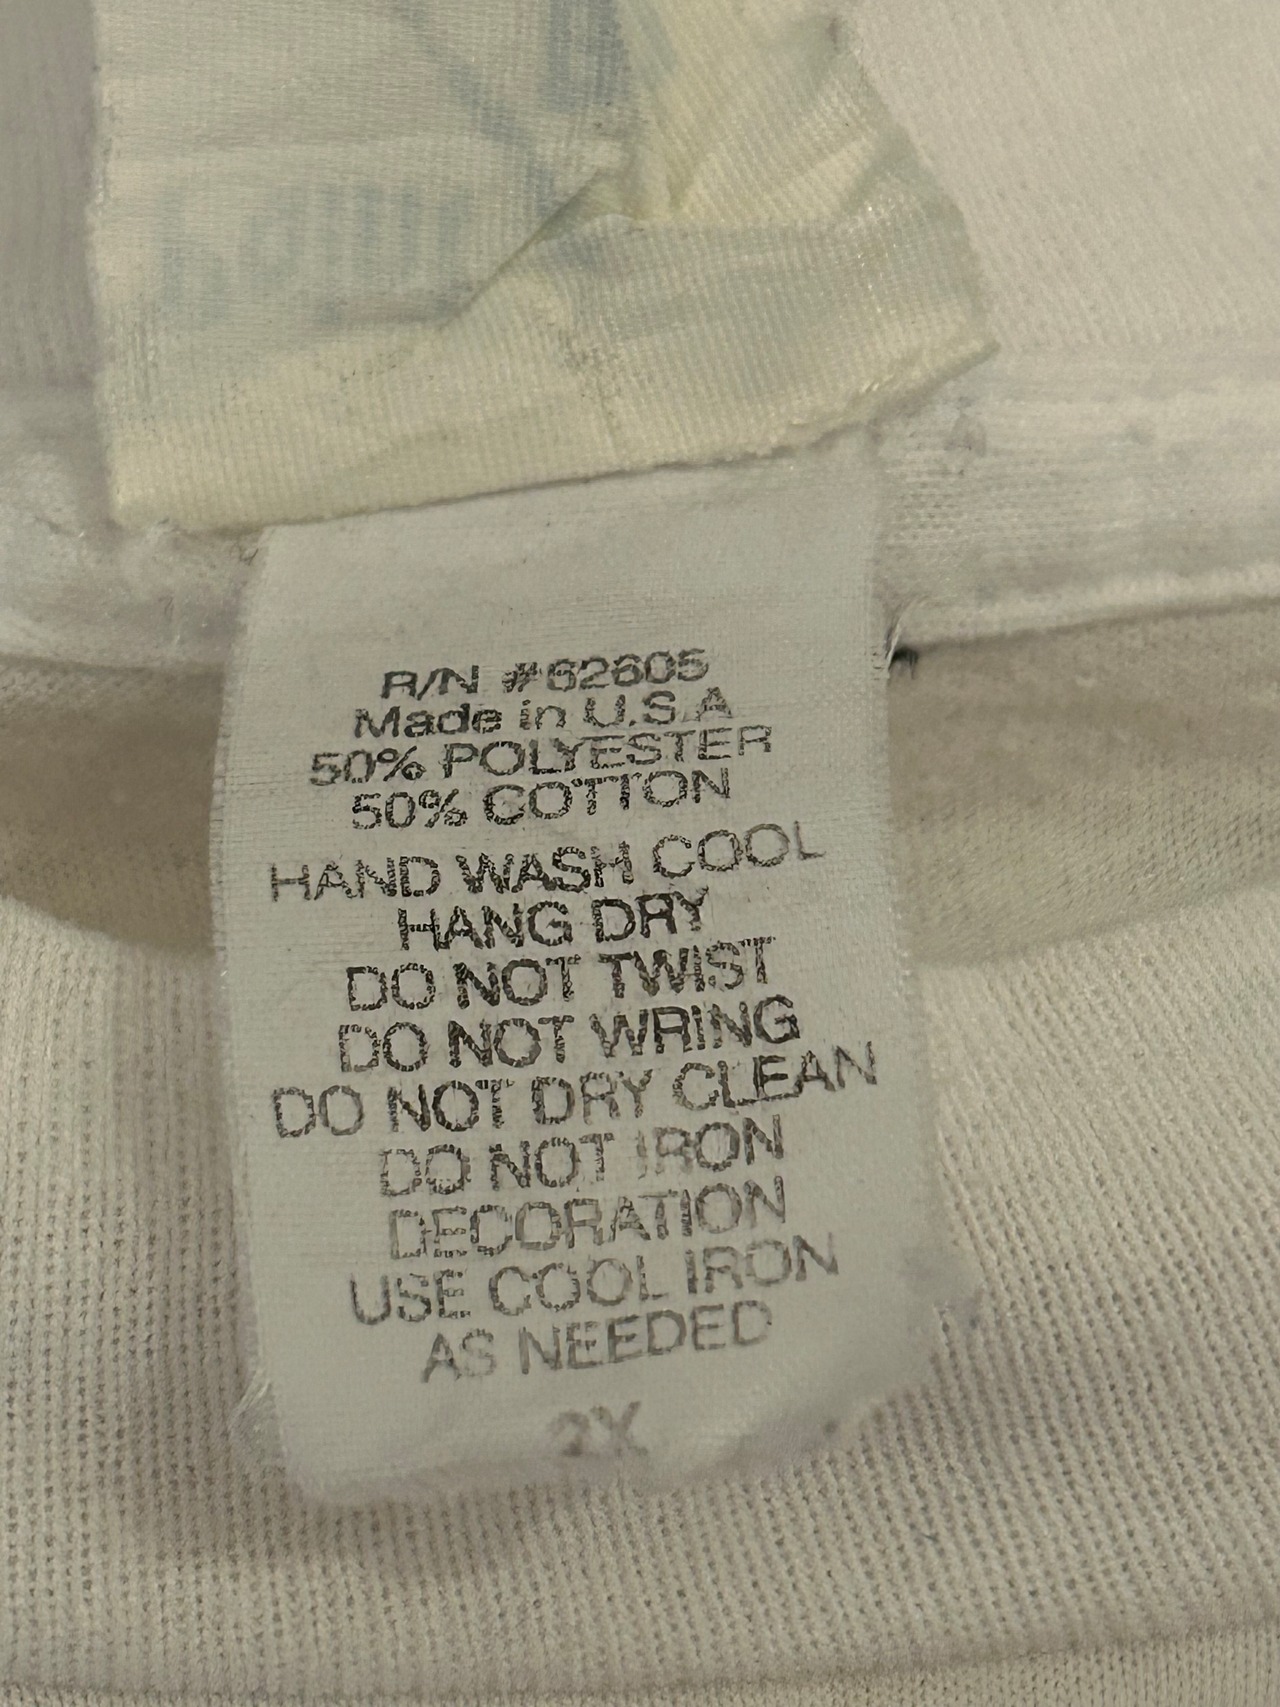 R/N #62605
Made in U.S.A
50% POLYESTER
50% COTTON
HAND WASH COOL
HANG DRY
DO NOT TWIST
DO NOT WRING
DO NOT DRY CLEAN
DO NOT IRON
DECORATION
USE COOL IRON
AS NEEDED
2X